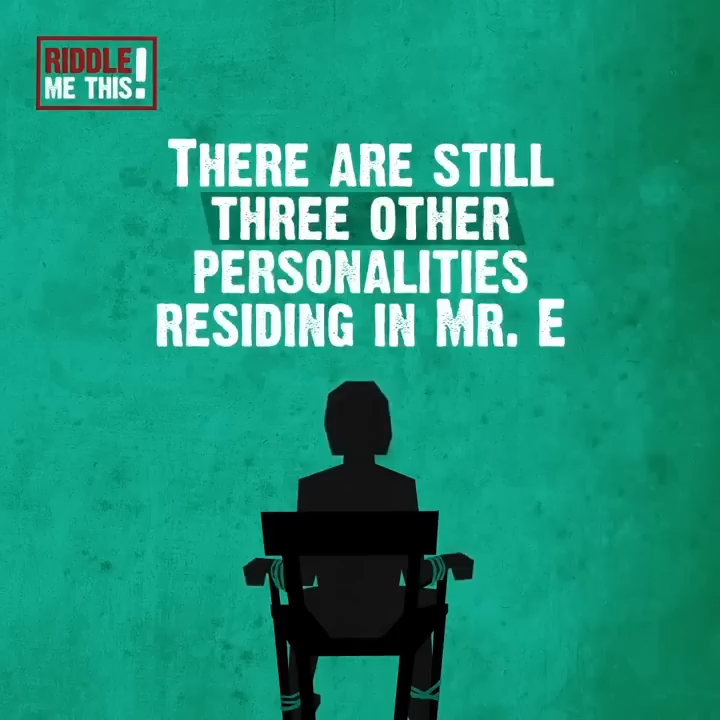 RIDDLE
ME THIS!
THERE ARE STILL
THREE OTHER
PERSONALITIES
RESIDING IN MR. E